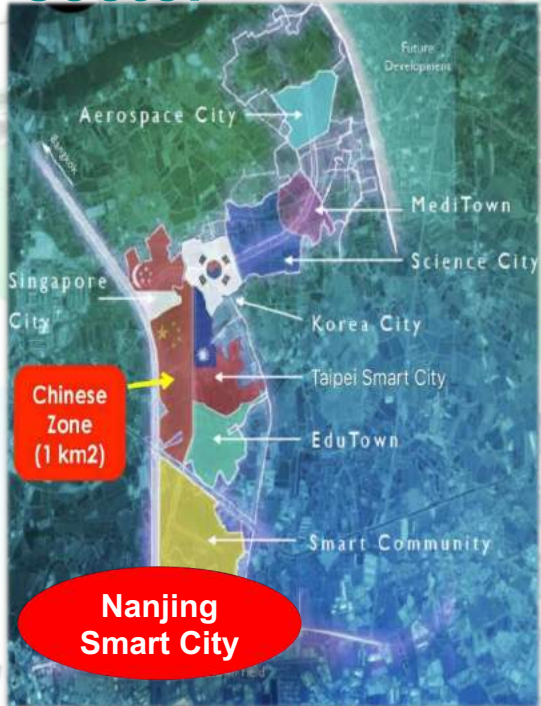 Future
Development
Aerospace City
Bangkok
MediTown
Science City
Singapore
City
Korea City
Taipei Smart City
Chinese
Zone
(1 km2)
EduTown
Smart Community
Nanjing
Smart City